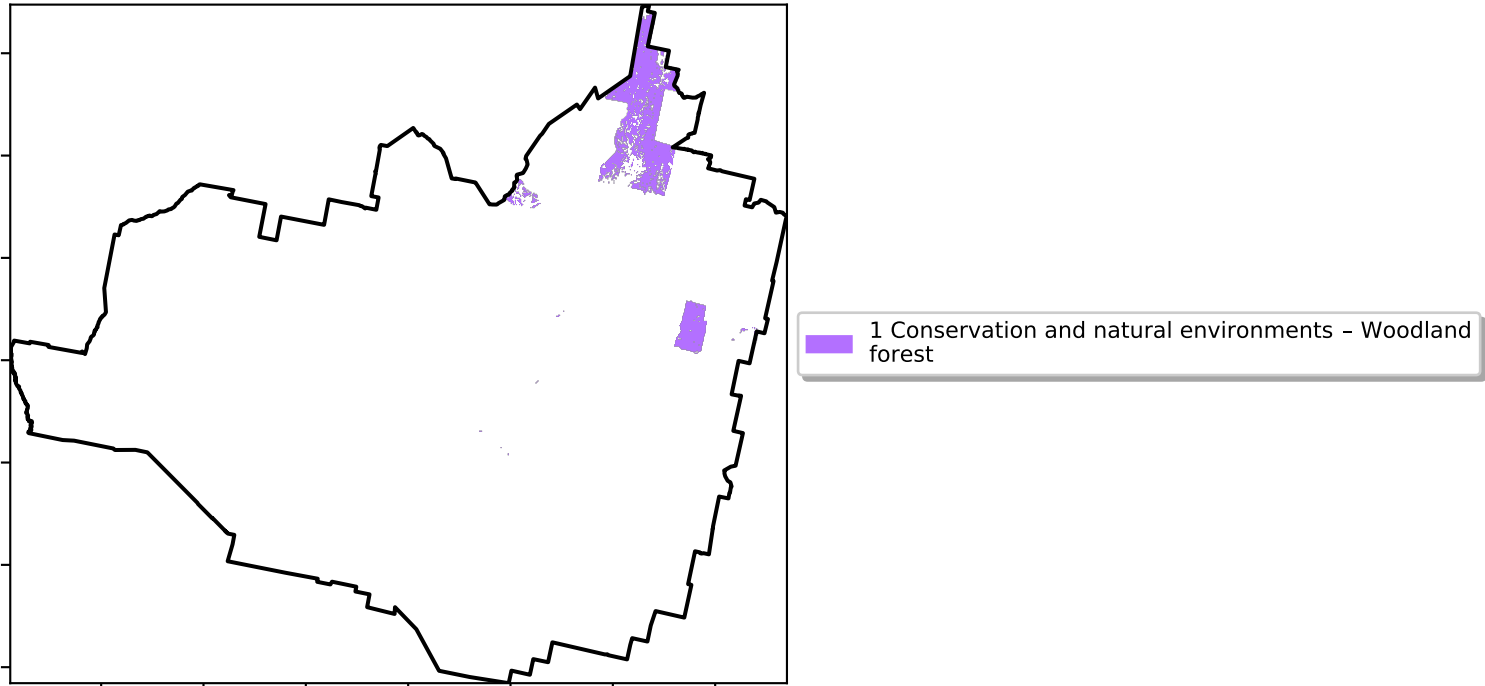 1 Conservation and natural environments – Woodland
forest